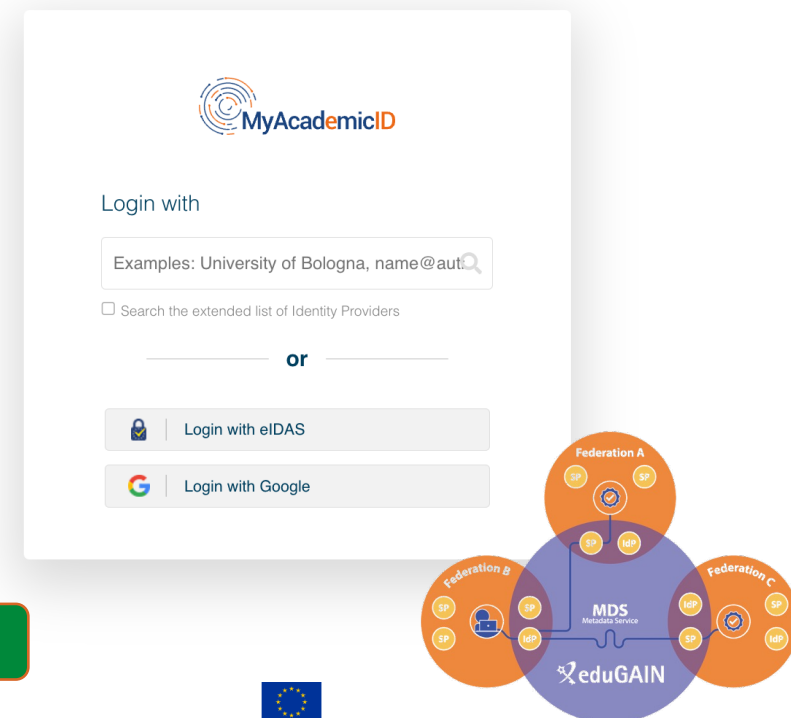 MyAcademicID
Login with
Examples: University of Bologna, name@aut
Search the extended list of Identity Providers
or
Login with eIDAS
Login with Google
Federation A
SP
SP
SP
IdP
Federation B
SP
SP
SP
IdP
MDS
Metadata Service
eduGAIN
Federation C
IdP
SP
SP
IdP